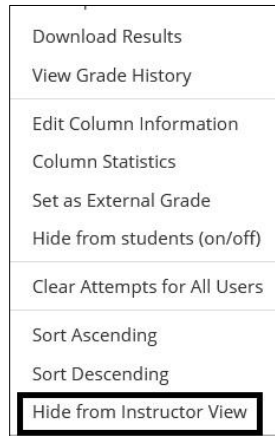 Download Results
View Grade History
Edit Column Information
Column Statistics
Set as External Grade
Hide from students (on/off)
Clear Attempts for All Users
Sort Ascending
Sort Descending
Hide from Instructor View